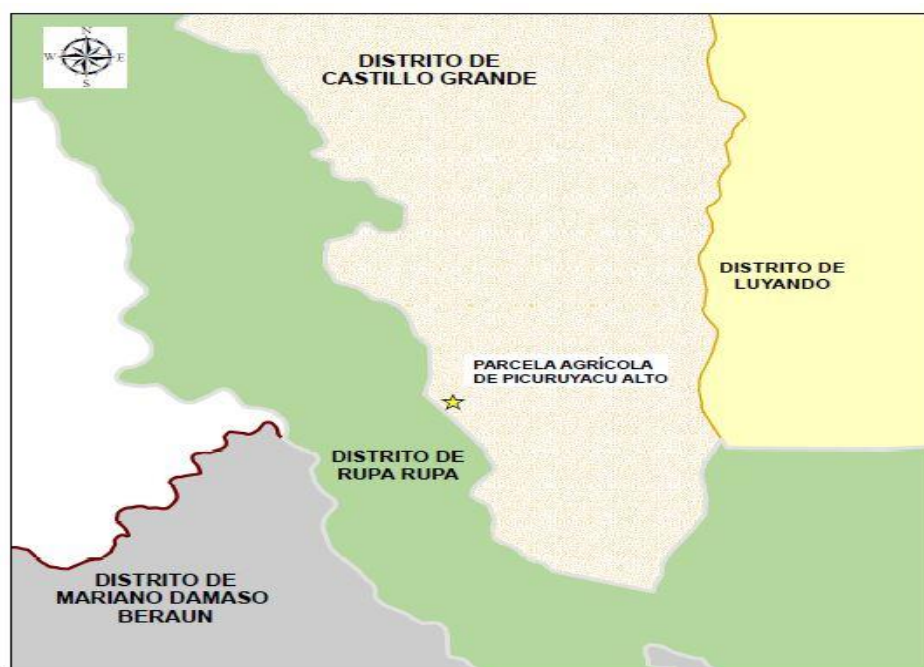 N
W E
S
DISTRITO DE
CASTILLO GRANDE
DISTRITO DE
LUYANDO
PARCELA AGRÍCOLA
DE PICURUYACU ALTO
DISTRITO DE
RUPA RUPA
DISTRITO DE
MARIANO DAMASO
BERAUN